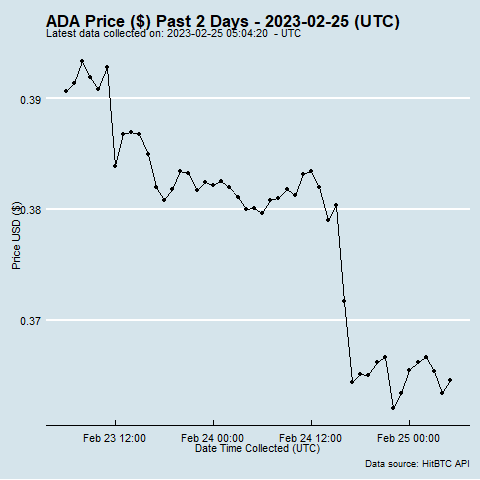 ADA Price ($) Past 2 Days - 2023-02-25 (UTC)
Latest data collected on: 2023-02-25 05:04:20 - UTC
0.39
0.38
0.37
Price USD ($)
Feb 23 12:00
Feb 24 00:00
Feb 24 12:00
Feb 25 00:00
Date Time Collected (UTC)
Data source: HitBTC API